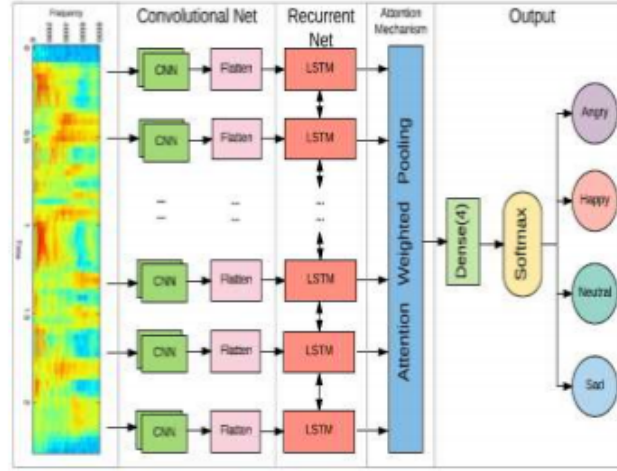 Frequency
Convolutional Net
Recurrent
Net
Attention
Mechanism
Output
CNN
Flatten
LSTM
CNN
Flatten
LSTM
...
CNN
Flatten
LSTM
CNN
Flatten
LSTM
CNN
Flatten
LSTM
Attention Weighted Pooling
Dense(4)
Softmax
Angry
Happy
Neutral
Sad
Time